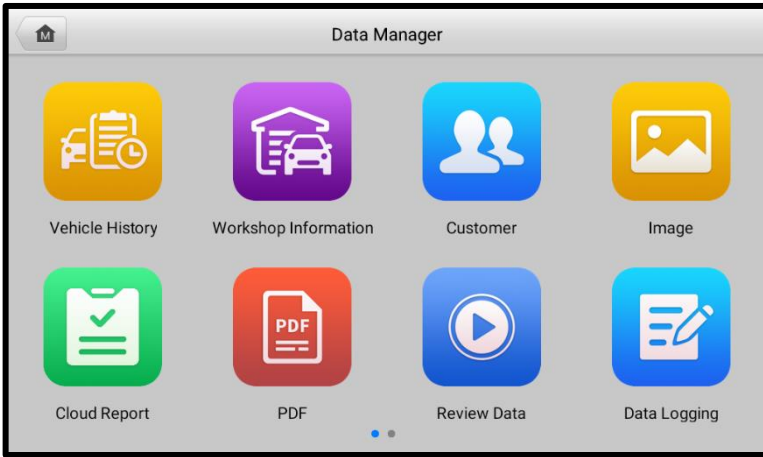 M
Data Manager
Vehicle History
Workshop Information
Customer
Image
PDF
Cloud Report
PDF
Review Data
Data Logging